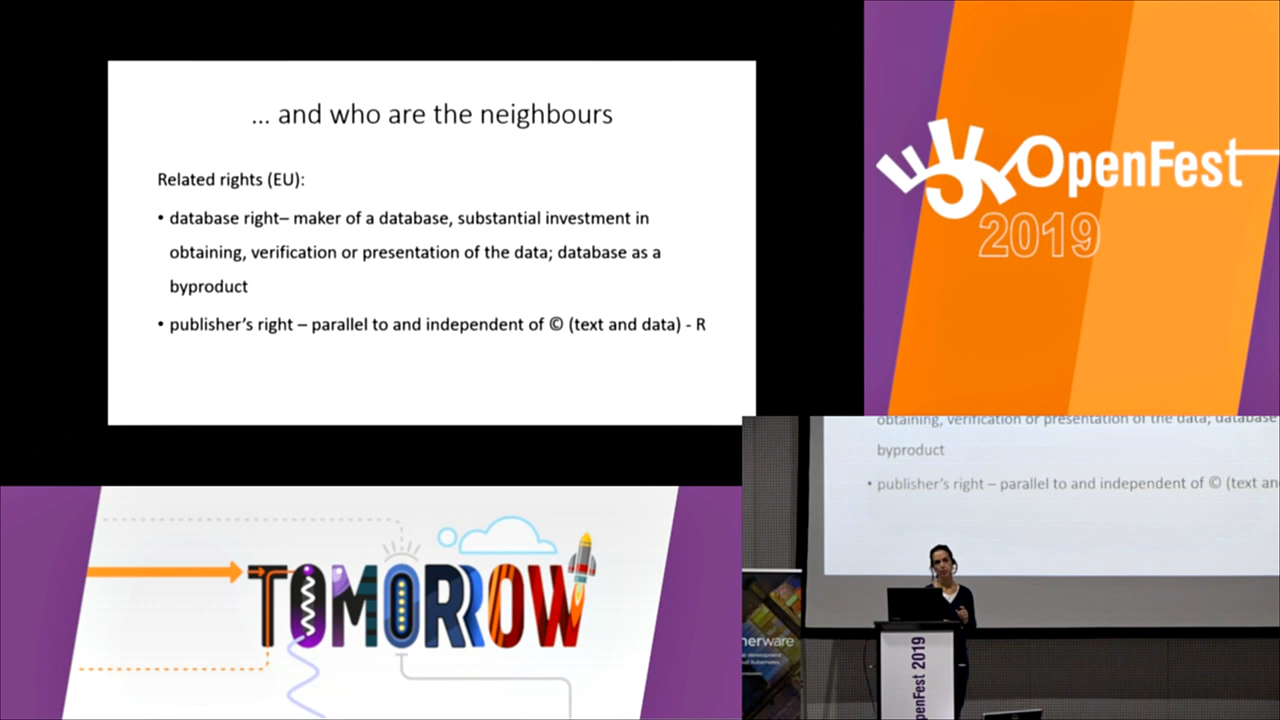 ... and who are the neighbours
Related rights (EU):
• database right– maker of a database, substantial investment in
obtaining, verification or presentation of the data; database as a
byproduct
• publisher's right – parallel to and independent of © (text and data) - R
OpenFest
2019
TOMORROW
obtaining, verification or presentation of the data; database
byproduct
• publisher's right – parallel to and independent of © (text an
nerware
OpenFest 2019